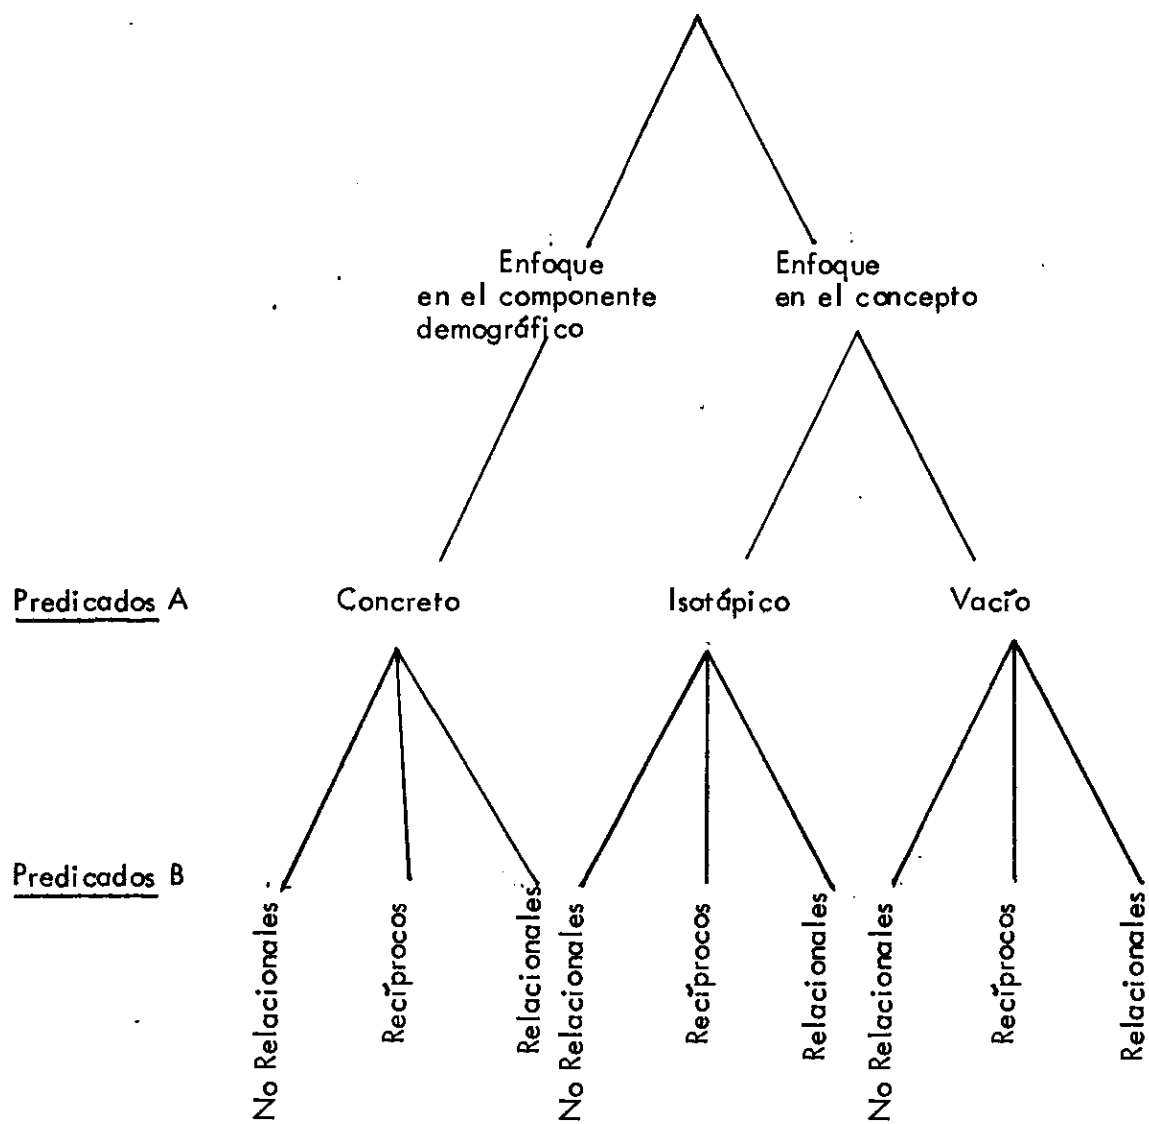 Enfoque
en el componente
demográfico
Enfoque
en el concepto
Predicados A
Concreto
Isotápico
Vacío
Predicados B
No Relacionales
Recíprocos
Relacionales
No Relacionales
Recíprocos
Relacionales
No Relacionales
Recíprocos
Relacionales